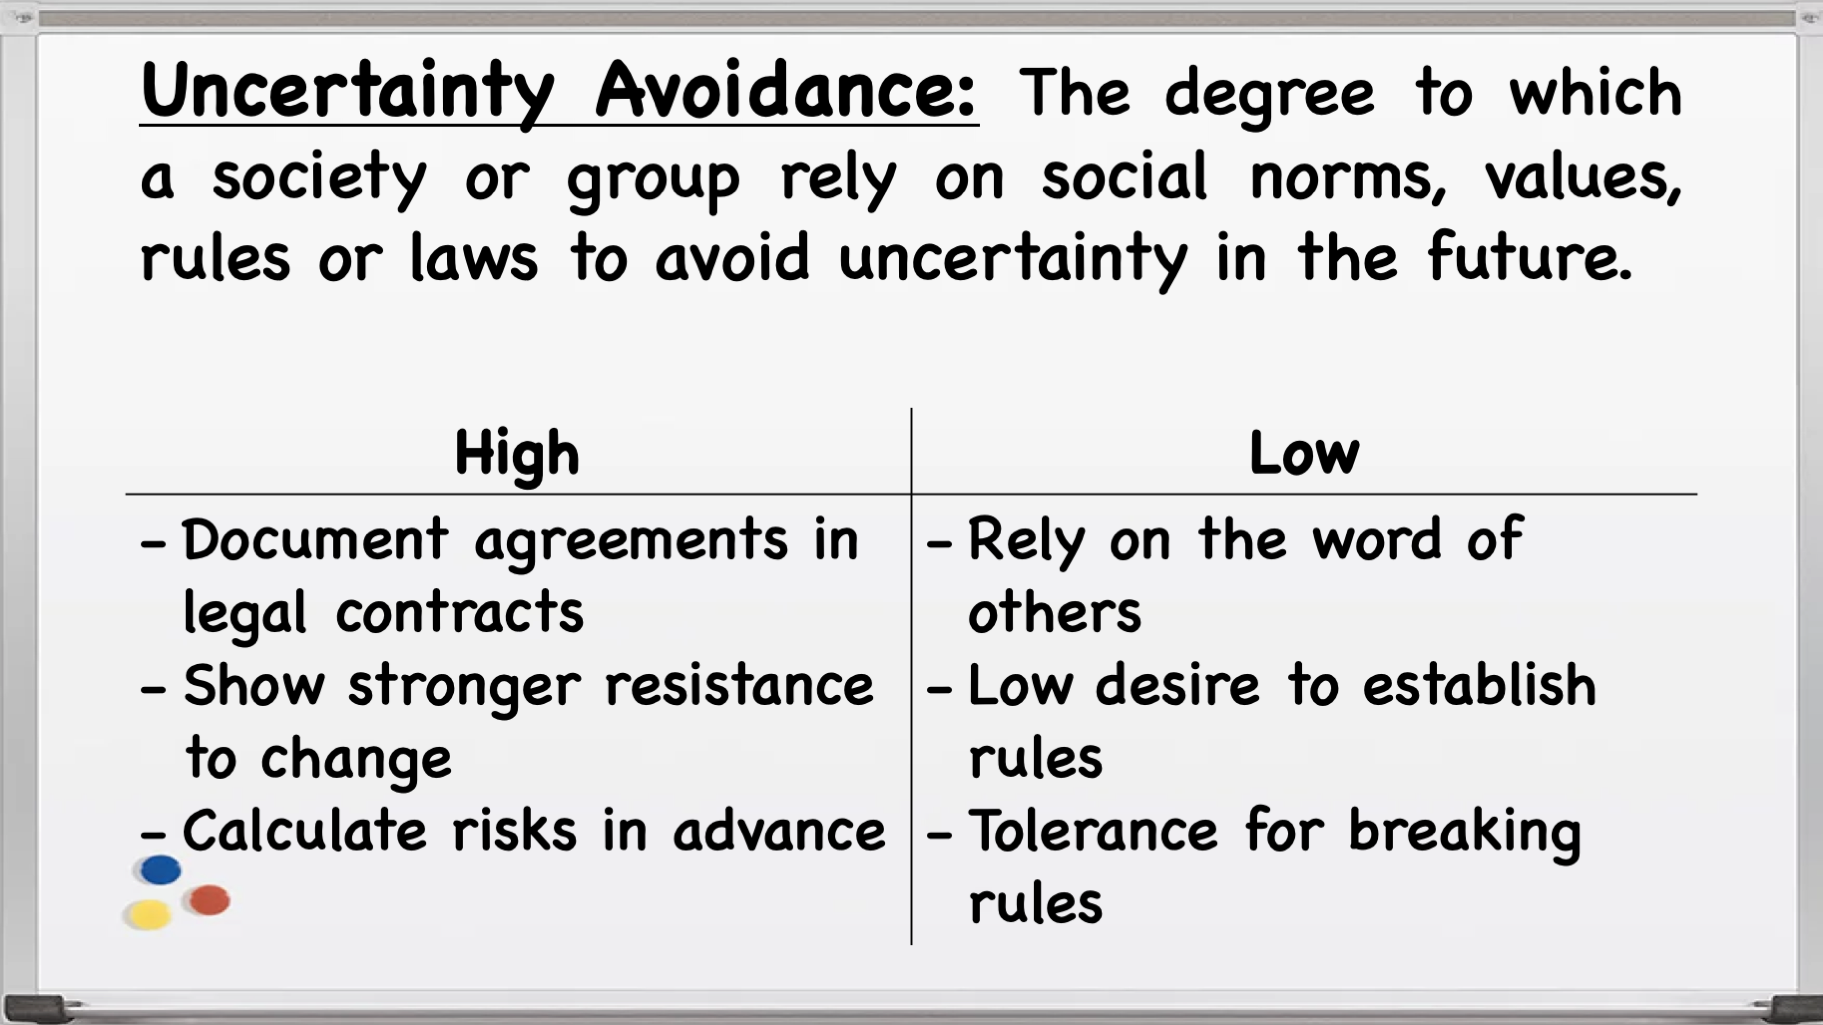 Uncertainty Avoidance: The degree to which
a society or group rely on social norms, values,
rules or laws to avoid uncertainty in the future.
High
Low
- Document agreements in
legal contracts
- Show stronger resistance
to change
- Calculate risks in advance
- Rely on the word of
others
- Low desire to establish
rules
- Tolerance for breaking
rules